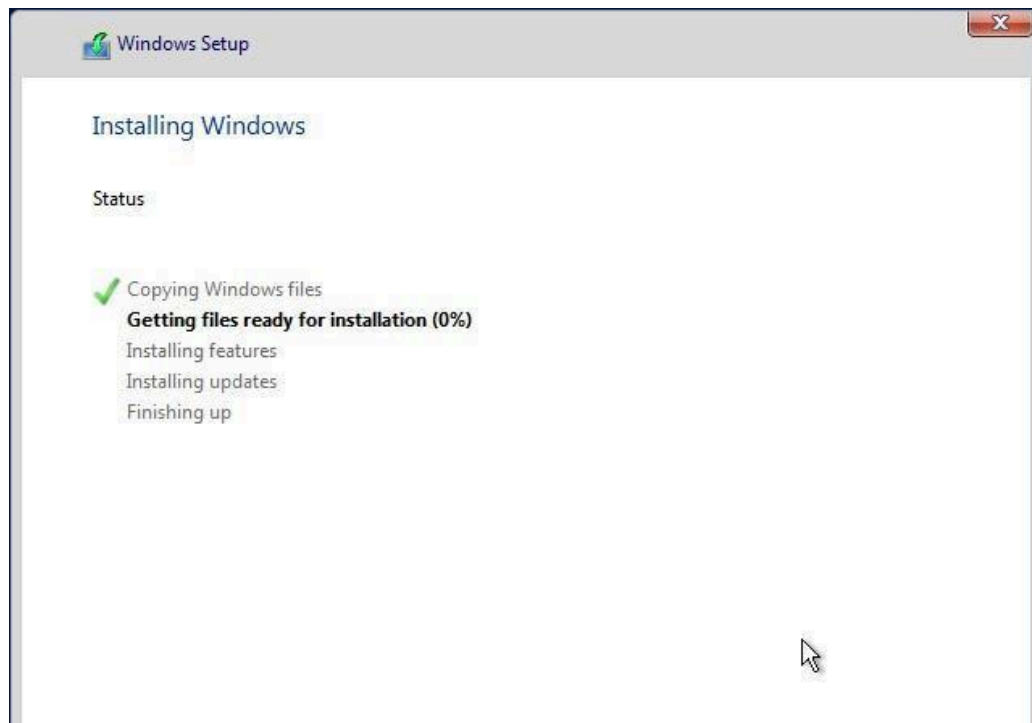 Windows Setup
Installing Windows
Status
Copying Windows files
Getting files ready for installation (0%)
Installing features
Installing updates
Finishing up